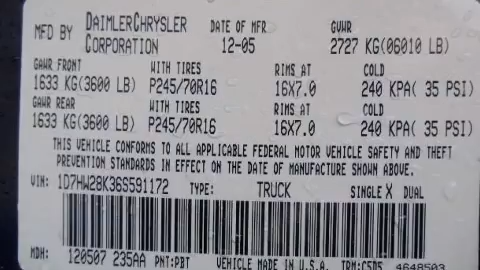 MFD BY DAIMLERCHRYSLER CORPORATION DATE OF MFR 12-05 GVWR 2727 KG(06010 LB)
GAWR FRONT WITH TIRES RIMS AT COLD
1633 KG(3600 LB) P245/70R16 16X7.0 240 KPA( 35 PSI)
GAWR REAR WITH TIRES RIMS AT COLD
1633 KG(3600 LB) P245/70R16 16X7.0 240 KPA( 35 PSI)
THIS VEHICLE CONFORMS TO ALL APPLICABLE FEDERAL MOTOR VEHICLE SAFETY AND THEFT
PREVENTION STANDARDS IN EFFECT ON THE DATE OF MANUFACTURE SHOWN ABOVE.
VIN: 1D7HW28K36S591172 TYPE: TRUCK SINGLE X DUAL
MDH: 120507 235AA PNT:PBT VEHICLE MADE IN U.S.A. TRM:C5D5 4648503